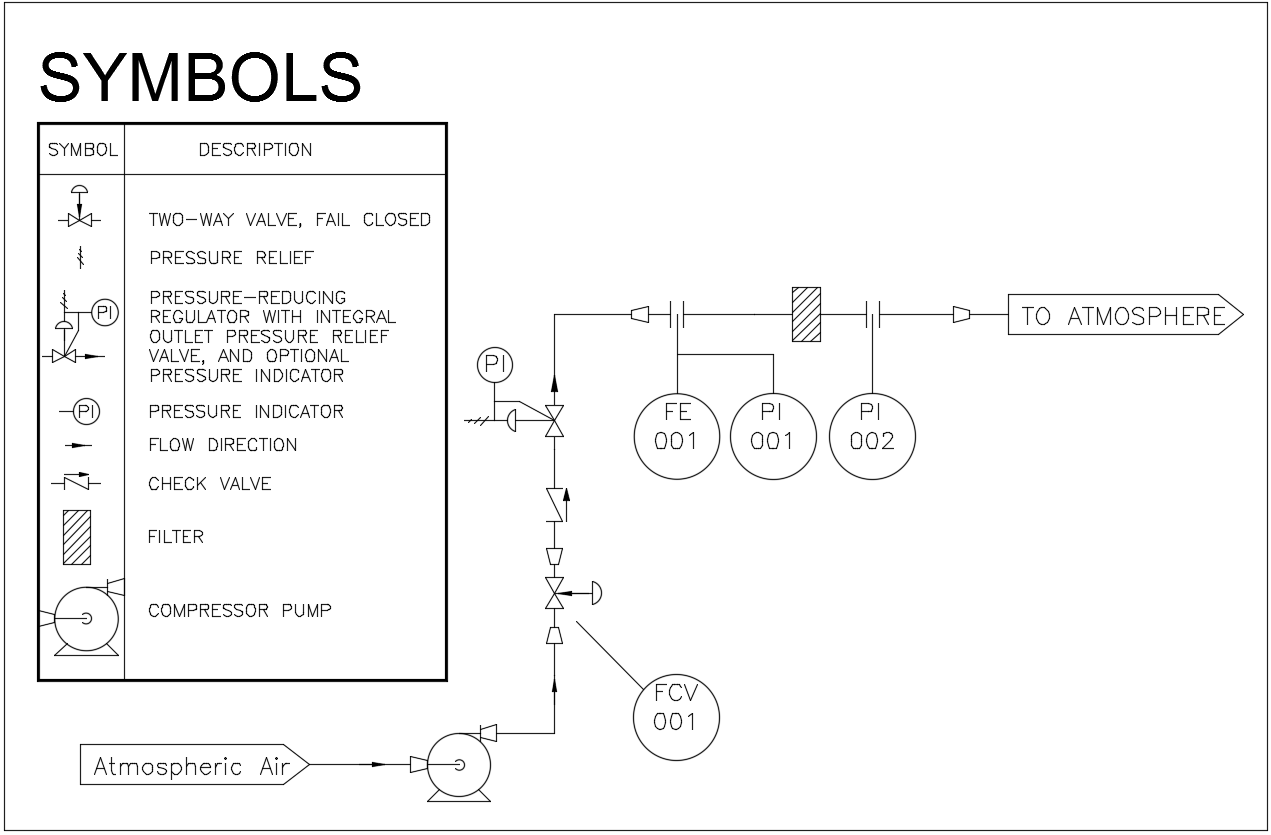 SYMBOLS
SYMBOL DESCRIPTION
TWO-WAY VALVE, FAIL CLOSED
PRESSURE RELIEF
PI
PRESSURE-REDUCING
REGULATOR WITH INTEGRAL
OUTLET PRESSURE RELIEF
VALVE, AND OPTIONAL
PRESSURE INDICATOR
PI PRESSURE INDICATOR
FLOW DIRECTION
CHECK VALVE
FILTER
COMPRESSOR PUMP
Atmospheric Air
FCV
001
PI
FE
001
PI
001
PI
002
TO ATMOSPHERE